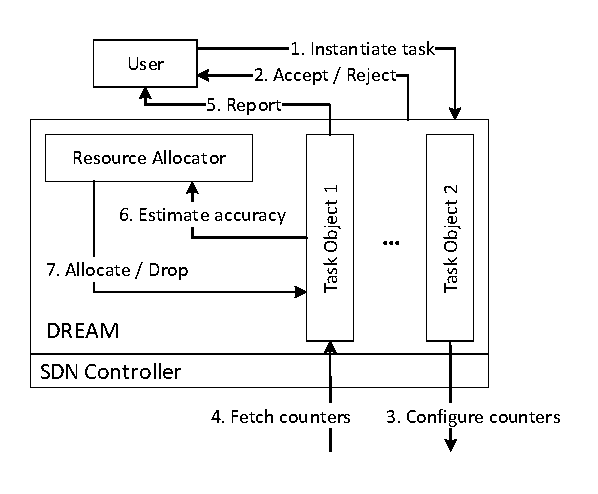 1. Instantiate task
User
2. Accept / Reject
5. Report
Resource Allocator
Task Object 1
Task Object 2
6. Estimate accuracy
...
7. Allocate / Drop
DREAM
SDN Controller
4. Fetch counters
3. Configure counters